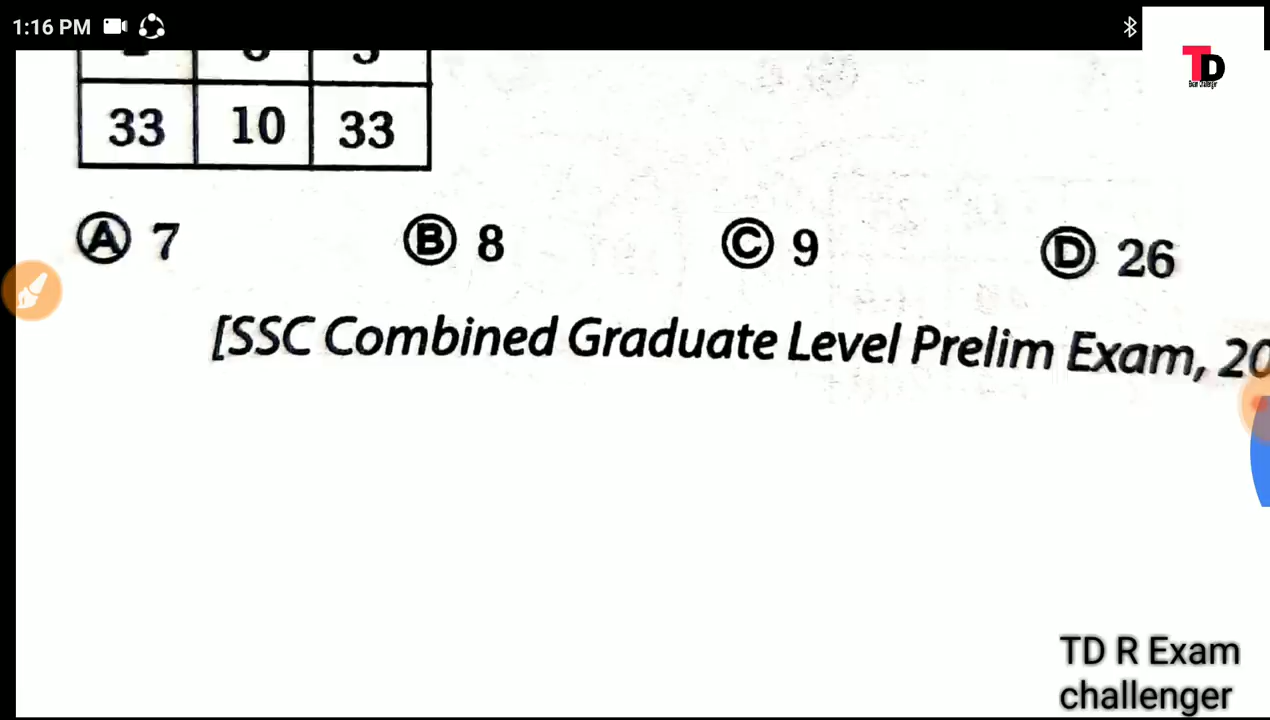 1:16 PM
TD
33 10 33
Ⓐ 7 Ⓑ 8 Ⓒ 9 Ⓓ 26
[SSC Combined Graduate Level Prelim Exam, 20
TD R Exam
challenger